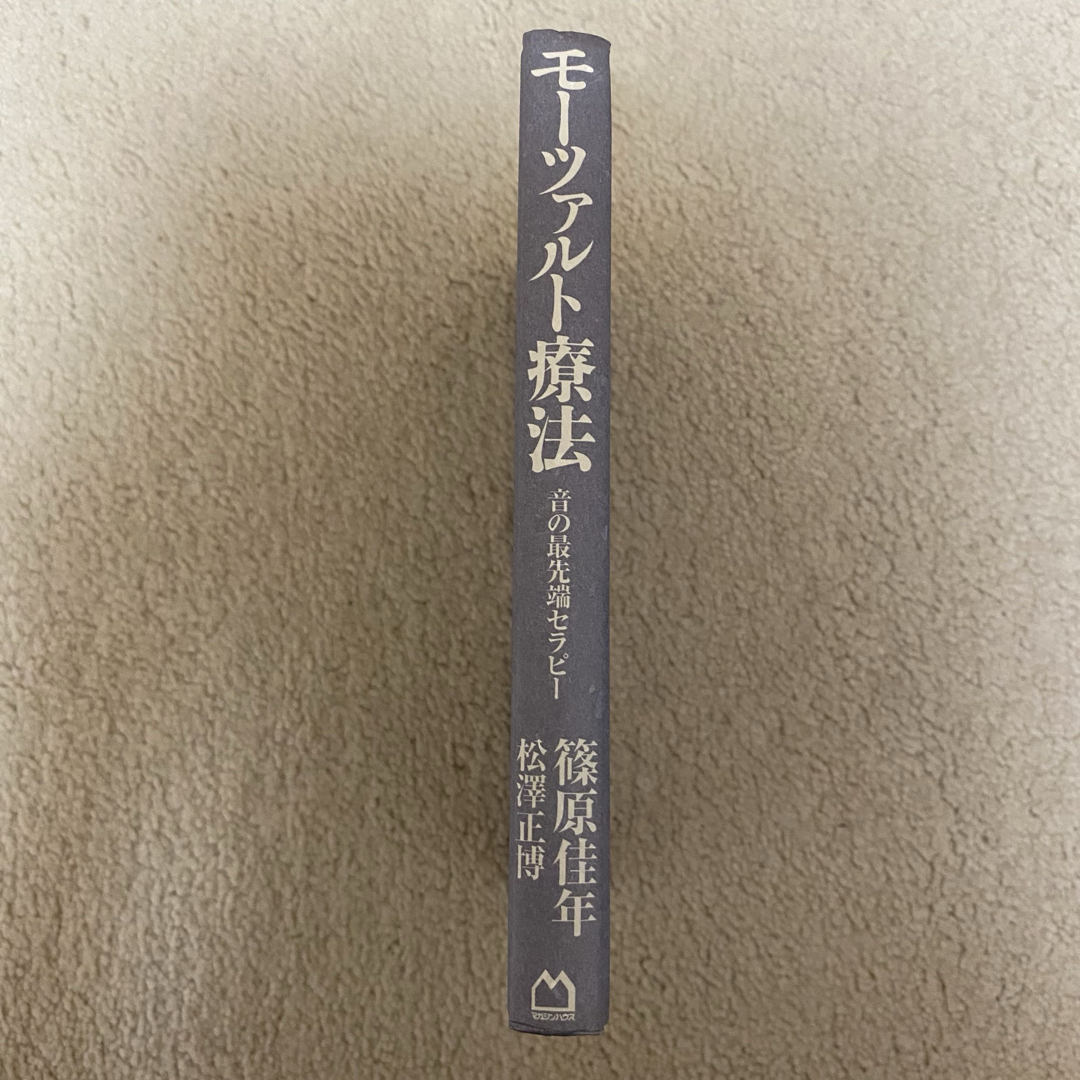 モーツァルト療法
音の最先端セラピー
篠原佳年
松澤正博
マガジンハウス